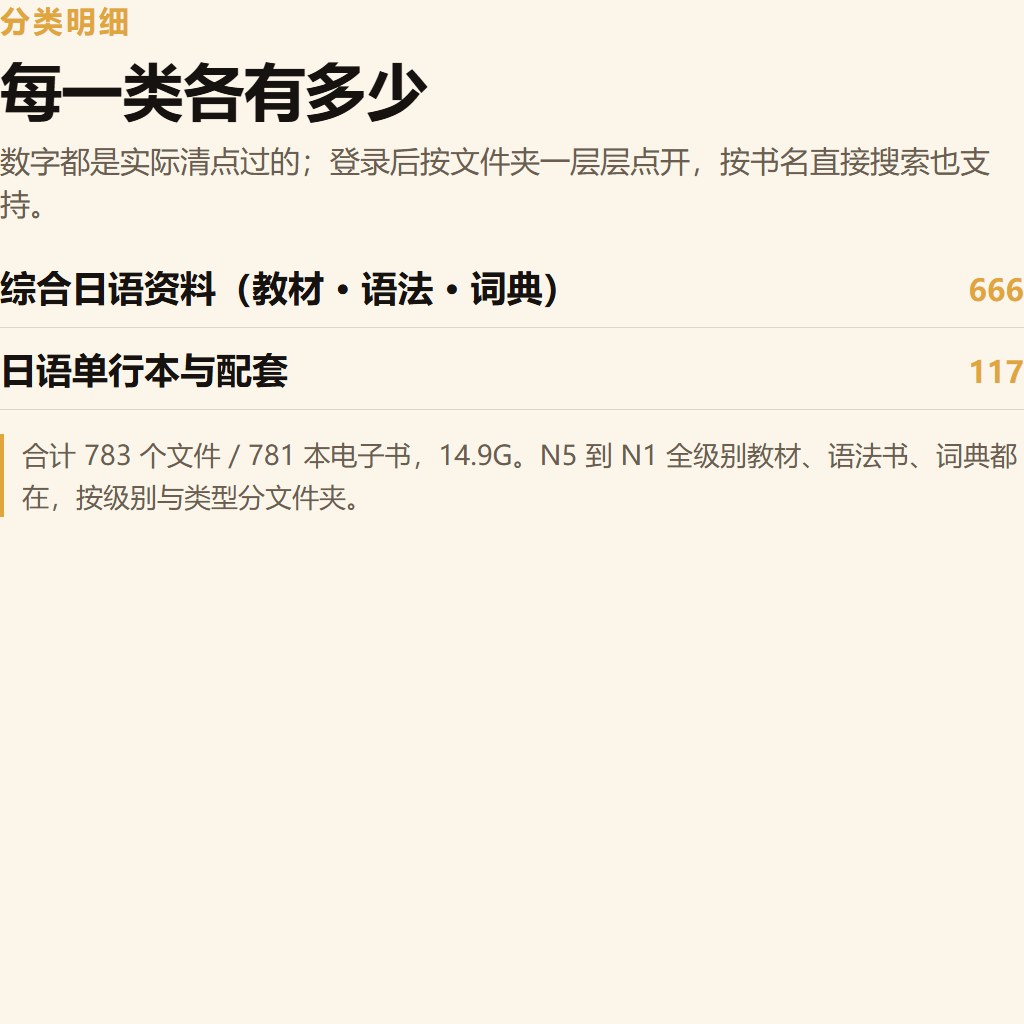 分类明细
每一类各有多少
数字都是实际清点过的；登录后按文件夹一层层点开，按书名直接搜索也支
持。
综合日语资料（教材・语法・词典） 666
日语单行本与配套 117
合计 783 个文件 / 781 本电子书，14.9G。N5 到 N1 全级别教材、语法书、词典都
在，按级别与类型分文件夹。